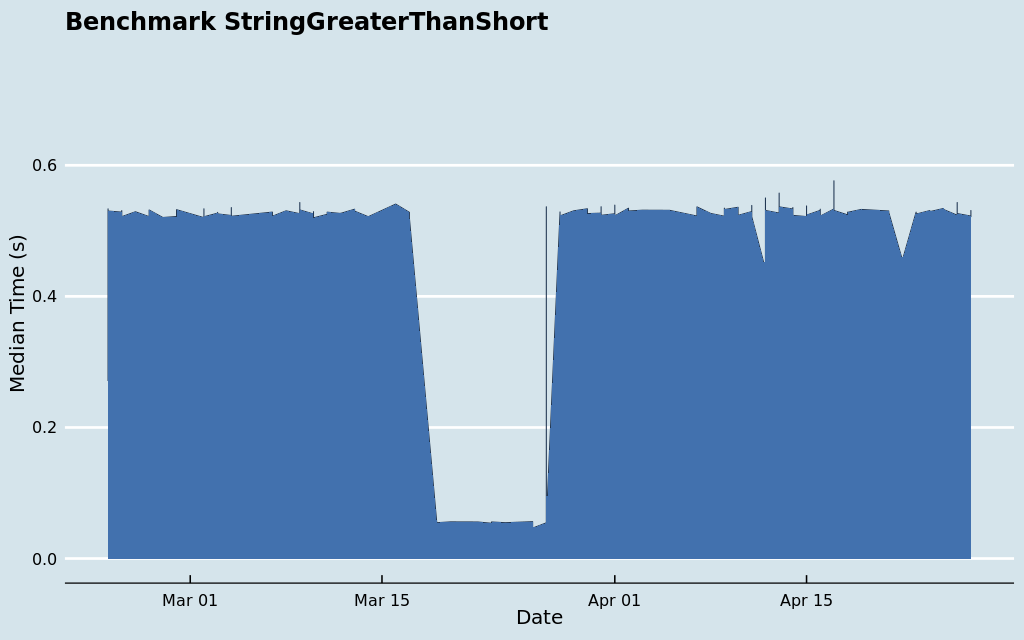 Benchmark StringGreaterThanShort
Median Time (s)
0.6
0.4
0.2
0.0
Mar 01
Mar 15
Apr 01
Apr 15
Date